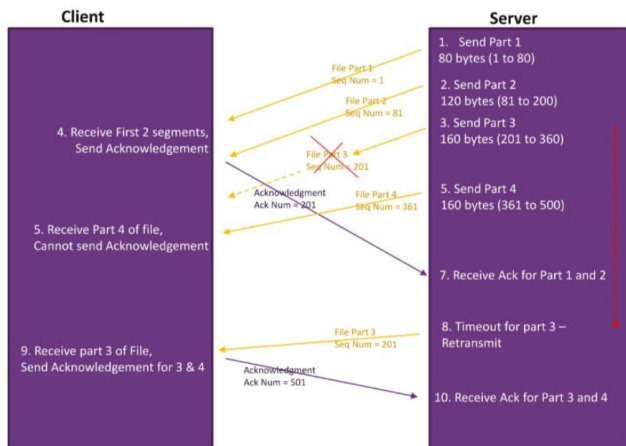 Client
Server
1. Send Part 1
80 bytes (1 to 80)
File Part 1
Seq Num = 1
2. Send Part 2
120 bytes (81 to 200)
File Part 2
Seq Num = 81
3. Send Part 3
160 bytes (201 to 360)
4. Receive First 2 segments,
Send Acknowledgement
File Part 3
Seq Num = 201
Acknowledgment
Ack Num = 201
File Part 4
Seq Num = 361
5. Send Part 4
160 bytes (361 to 500)
5. Receive Part 4 of file,
Cannot send Acknowledgement
7. Receive Ack for Part 1 and 2
File Part 3
Seq Num = 201
8. Timeout for part 3 –
Retransmit
9. Receive part 3 of File,
Send Acknowledgement for 3 & 4
Acknowledgment
Ack Num = 501
10. Receive Ack for Part 3 and 4